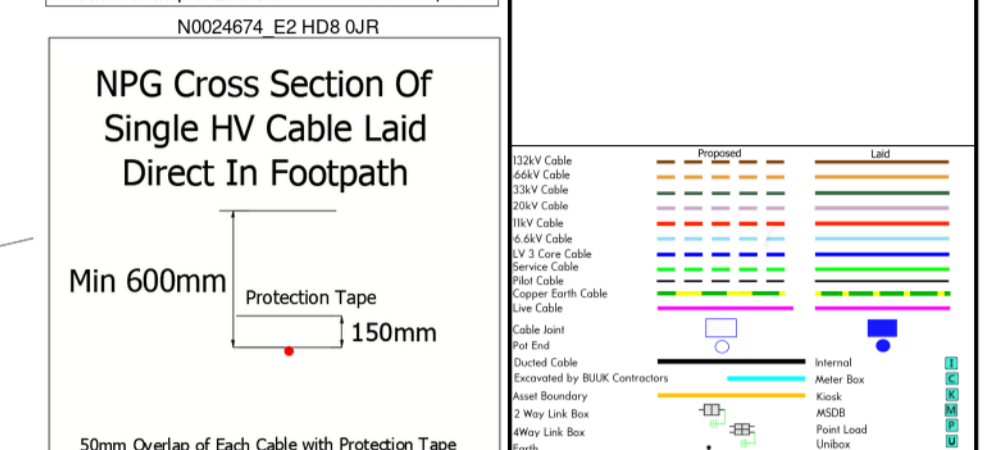 N0024674_E2 HD8 0JR
NPG Cross Section Of
Single HV Cable Laid
Direct In Footpath
Min 600mm
Protection Tape
150mm
50mm Overlap of Each Cable with Protection Tape
Proposed Laid
132kV Cable
66kV Cable
33kV Cable
20kV Cable
11kV Cable
6.6kV Cable
LV 3 Core Cable
Service Cable
Pilot Cable
Copper Earth Cable
Live Cable
Cable Joint
Pot End
Ducted Cable Internal I
Excavated by BUUK Contractors Meter Box C
Asset Boundary Kiosk K
2 Way Link Box MSDB M
4Way Link Box Point Load P
Earth Unibox U